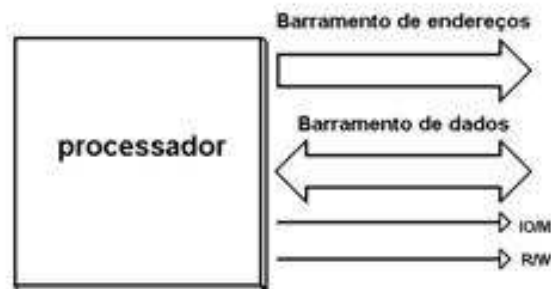 Barramento de endereços
Barramento de dados
processador
IO/M
R/W